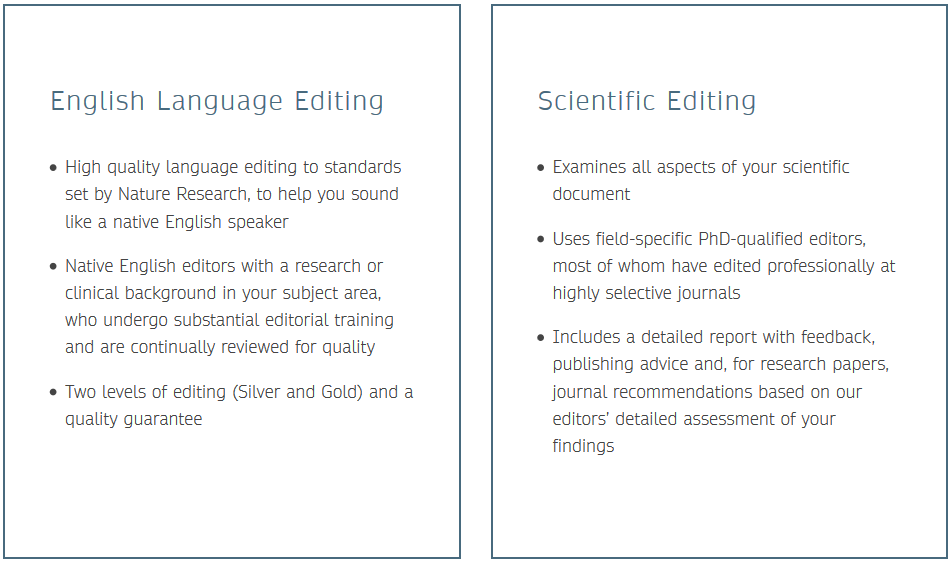 English Language Editing
• High quality language editing to standards
set by Nature Research, to help you sound
like a native English speaker
• Native English editors with a research or
clinical background in your subject area,
who undergo substantial editorial training
and are continually reviewed for quality
• Two levels of editing (Silver and Gold) and a
quality guarantee
Scientific Editing
• Examines all aspects of your scientific
document
• Uses field-specific PhD-qualified editors,
most of whom have edited professionally at
highly selective journals
• Includes a detailed report with feedback,
publishing advice and, for research papers,
journal recommendations based on our
editors’ detailed assessment of your
findings